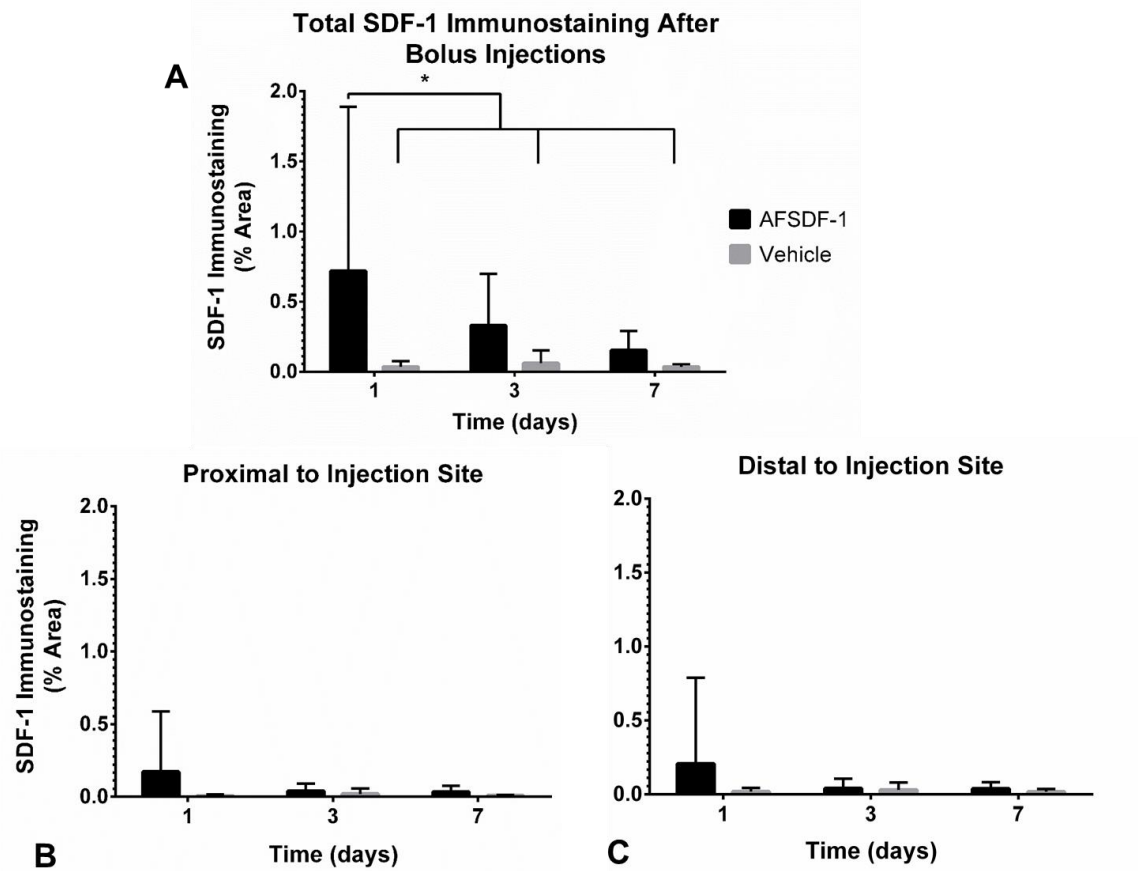 Total SDF-1 Immunostaining After
Bolus Injections
A
*
SDF-1 Immunostaining
(% Area)
2.0
1.5
1.0
0.5
0.0
1 3 7
Time (days)
AFSDF-1
Vehicle
Proximal to Injection Site
SDF-1 Immunostaining
(% Area)
2.0
1.5
1.0
0.5
0.0
1 3 7
Time (days)
B
Distal to Injection Site
2.0
1.5
1.0
0.5
0.0
1 3 7
Time (days)
C